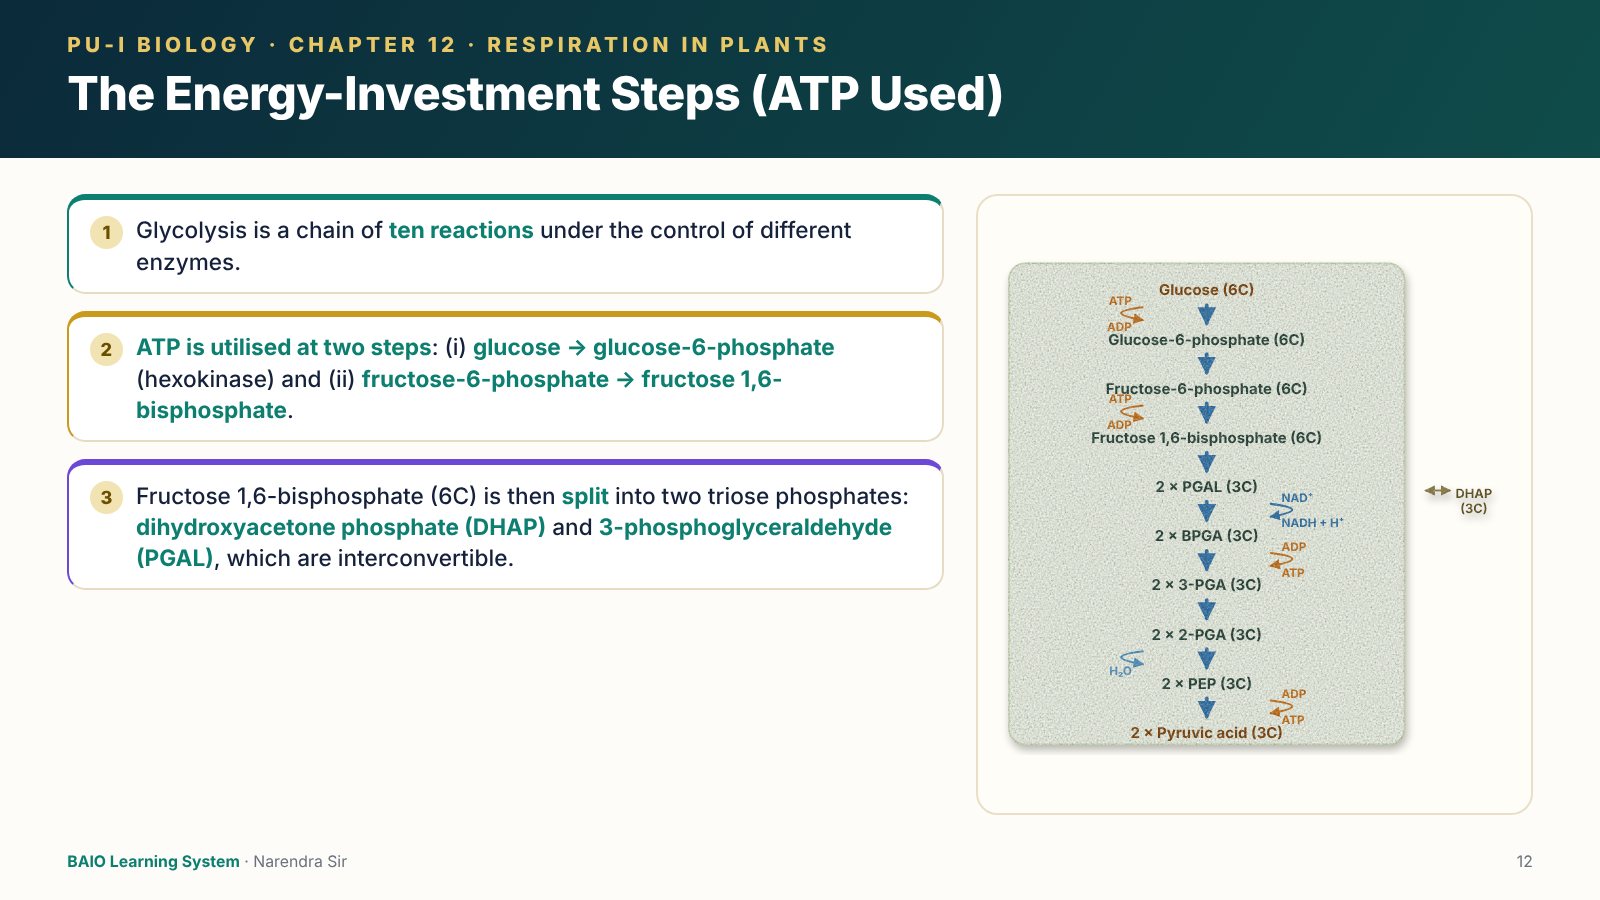 PU-I BIOLOGY · CHAPTER 12 · RESPIRATION IN PLANTS
The Energy-Investment Steps (ATP Used)
1
Glycolysis is a chain of ten reactions under the control of different
enzymes.
2
ATP is utilised at two steps: (i) glucose → glucose-6-phosphate
(hexokinase) and (ii) fructose-6-phosphate → fructose 1,6-
bisphosphate.
3
Fructose 1,6-bisphosphate (6C) is then split into two triose phosphates:
dihydroxyacetone phosphate (DHAP) and 3-phosphoglyceraldehyde
(PGAL), which are interconvertible.
Glucose (6C)
ATP
ADP
Glucose-6-phosphate (6C)
Fructose-6-phosphate (6C)
ATP
ADP
Fructose 1,6-bisphosphate (6C)
2 × PGAL (3C)
DHAP
(3C)
NAD⁺
NADH + H⁺
2 × BPGA (3C)
ADP
ATP
2 × 3-PGA (3C)
2 × 2-PGA (3C)
H₂O
2 × PEP (3C)
ADP
ATP
2 × Pyruvic acid (3C)
BAIO Learning System · Narendra Sir
12